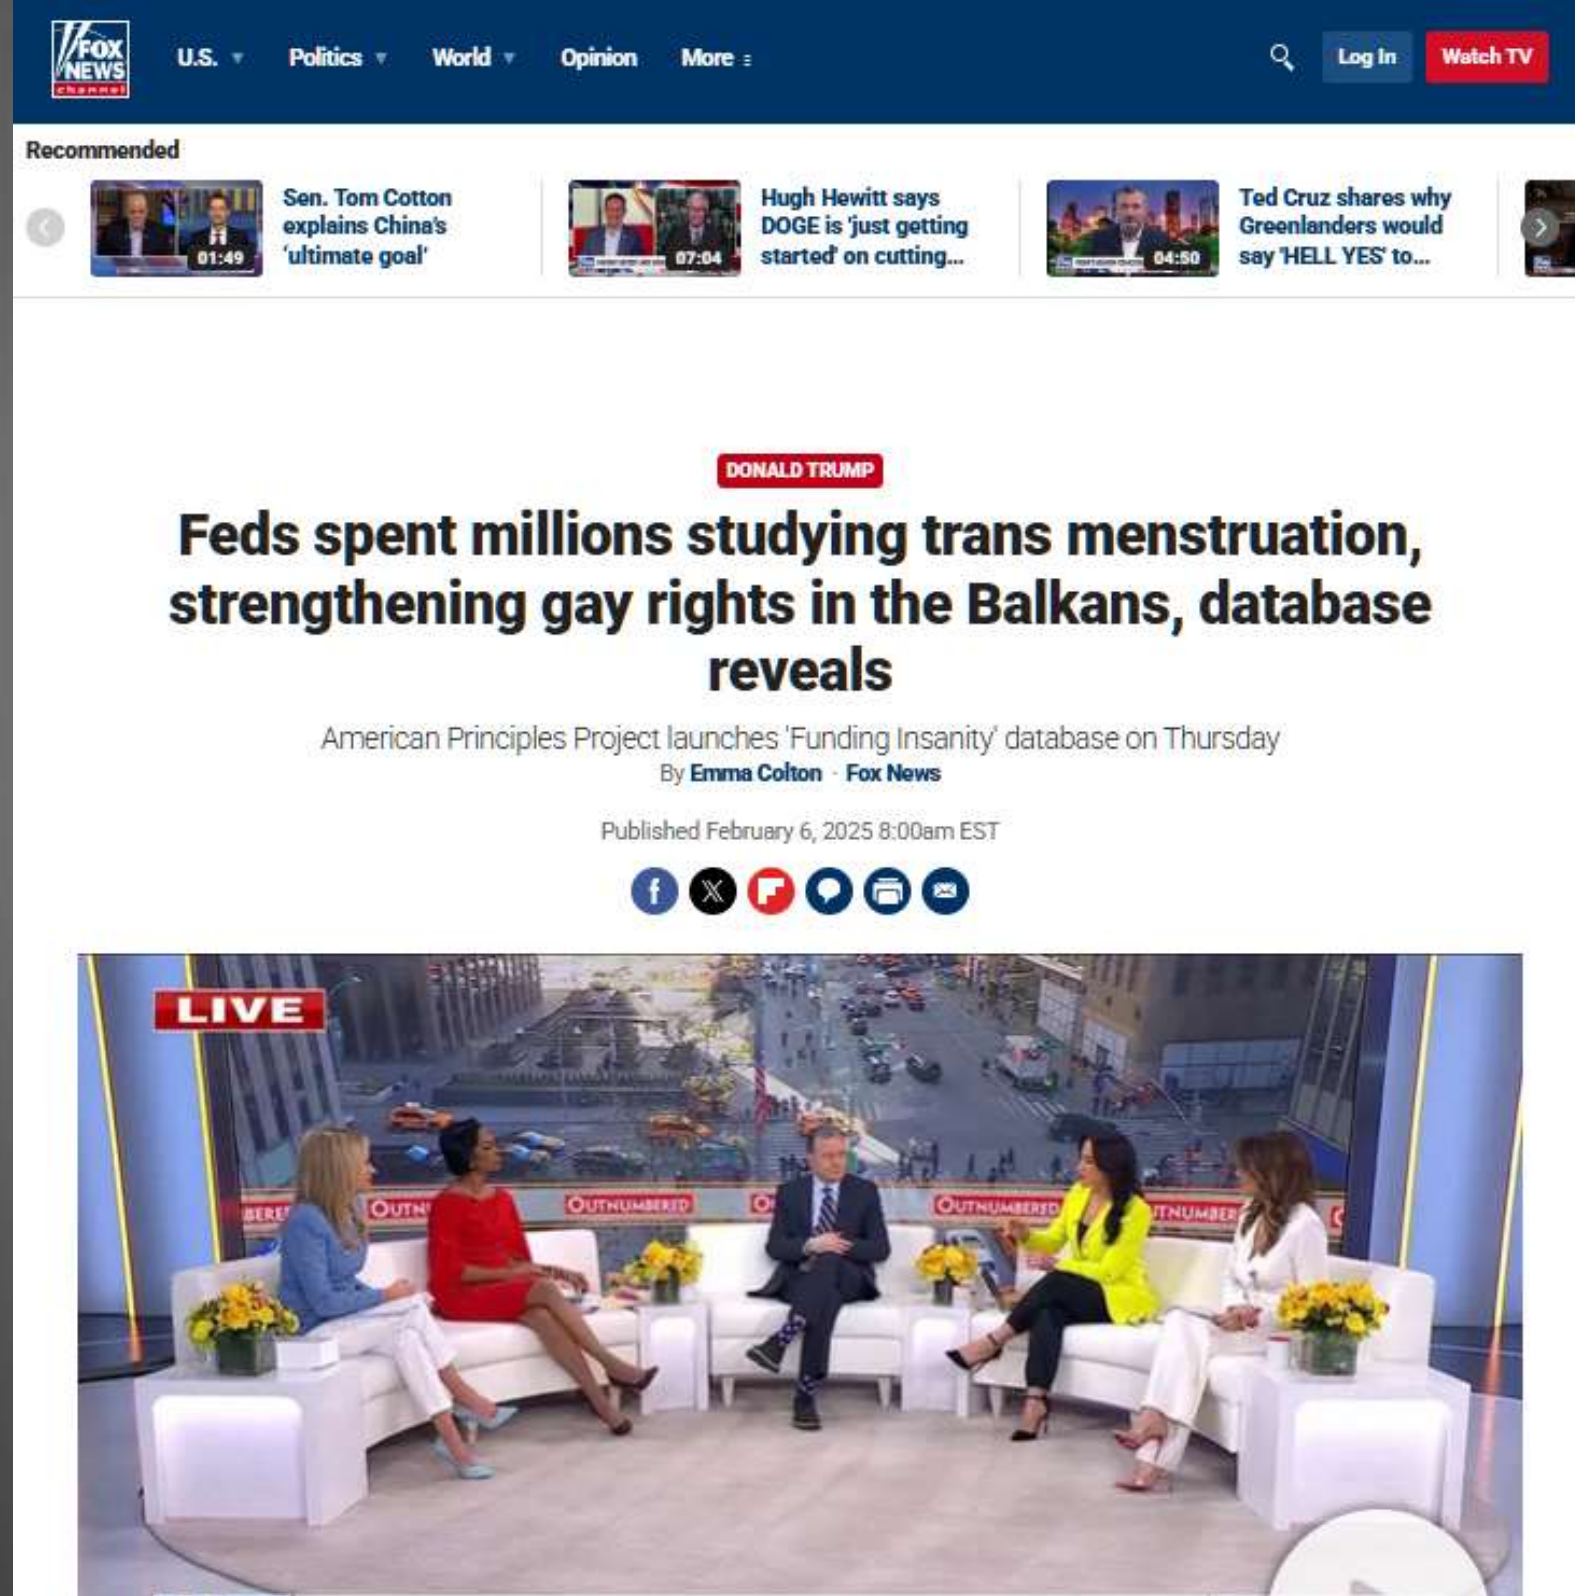 FOX
NEWS
channel
U.S.
Politics
World
Opinion
More
Log In
Watch TV
Recommended
01:49
Sen. Tom Cotton
explains China's
'ultimate goal'
07:04
Hugh Hewitt says
DOGE is 'just getting
started' on cutting...
04:50
Ted Cruz shares why
Greenlanders would
say 'HELL YES' to...
DONALD TRUMP
Feds spent millions studying trans menstruation,
strengthening gay rights in the Balkans, database
reveals
American Principles Project launches 'Funding Insanity' database on Thursday
By Emma Colton - Fox News
Published February 6, 2025 8:00am EST
LIVE
BERE OUTN OUTNUMBERED O OUTNUMBERED TNUMBER